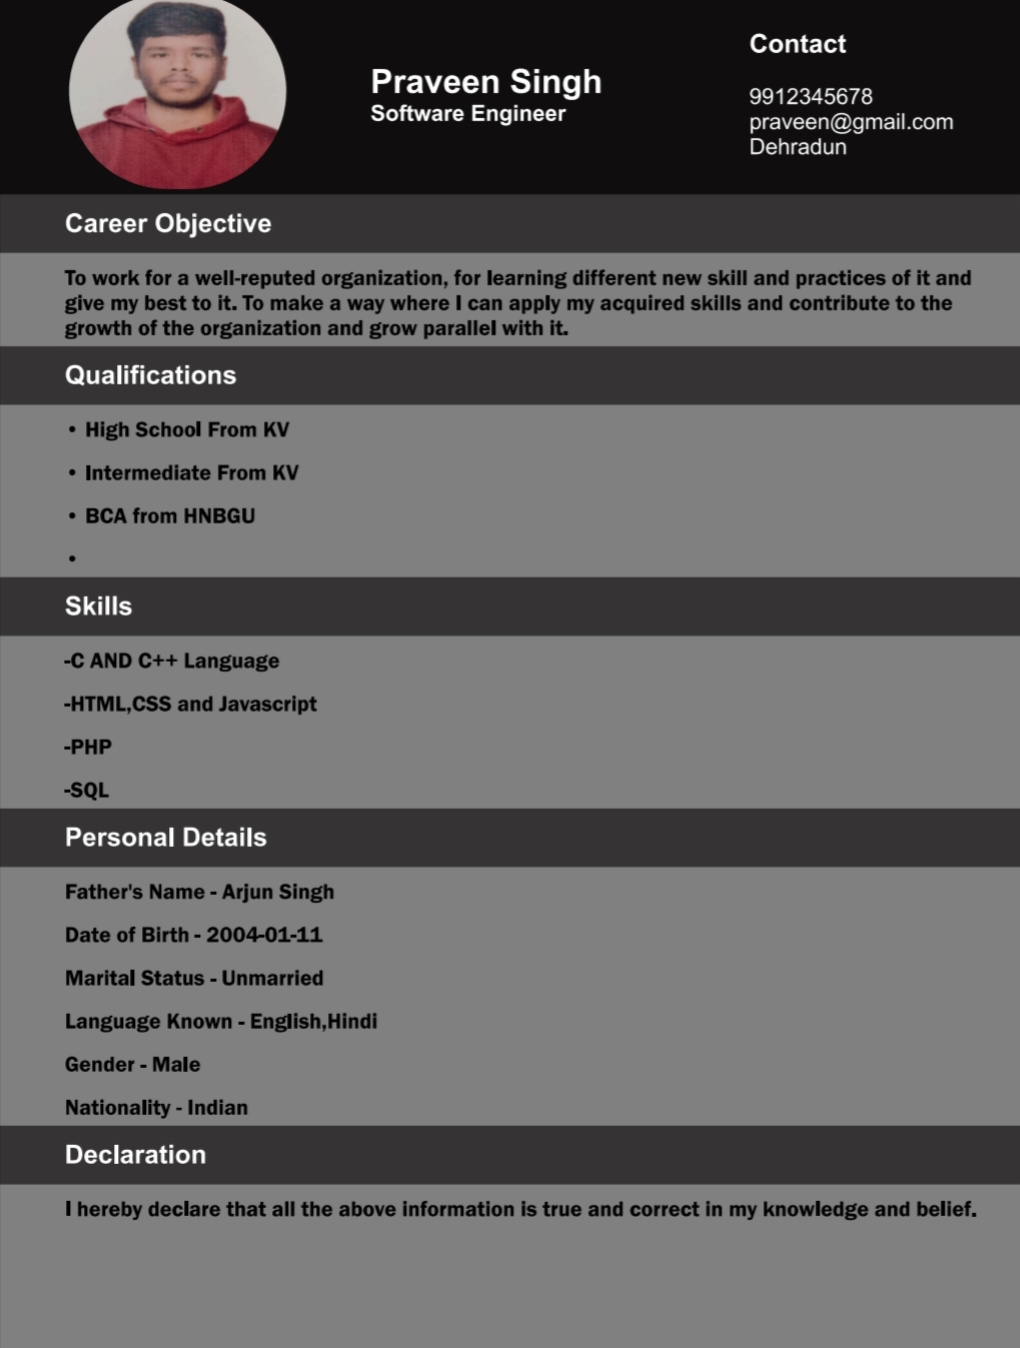 Praveen Singh
Software Engineer
Contact
9912345678
praveen@gmail.com
Dehradun
Career Objective
To work for a well-reputed organization, for learning different new skill and practices of it and
give my best to it. To make a way where I can apply my acquired skills and contribute to the
growth of the organization and grow parallel with it.
Qualifications
• High School From KV
• Intermediate From KV
• BCA from HNBGU
•
Skills
-C AND C++ Language
-HTML,CSS and Javascript
-PHP
-SQL
Personal Details
Father's Name - Arjun Singh
Date of Birth - 2004-01-11
Marital Status - Unmarried
Language Known - English,Hindi
Gender - Male
Nationality - Indian
Declaration
I hereby declare that all the above information is true and correct in my knowledge and belief.